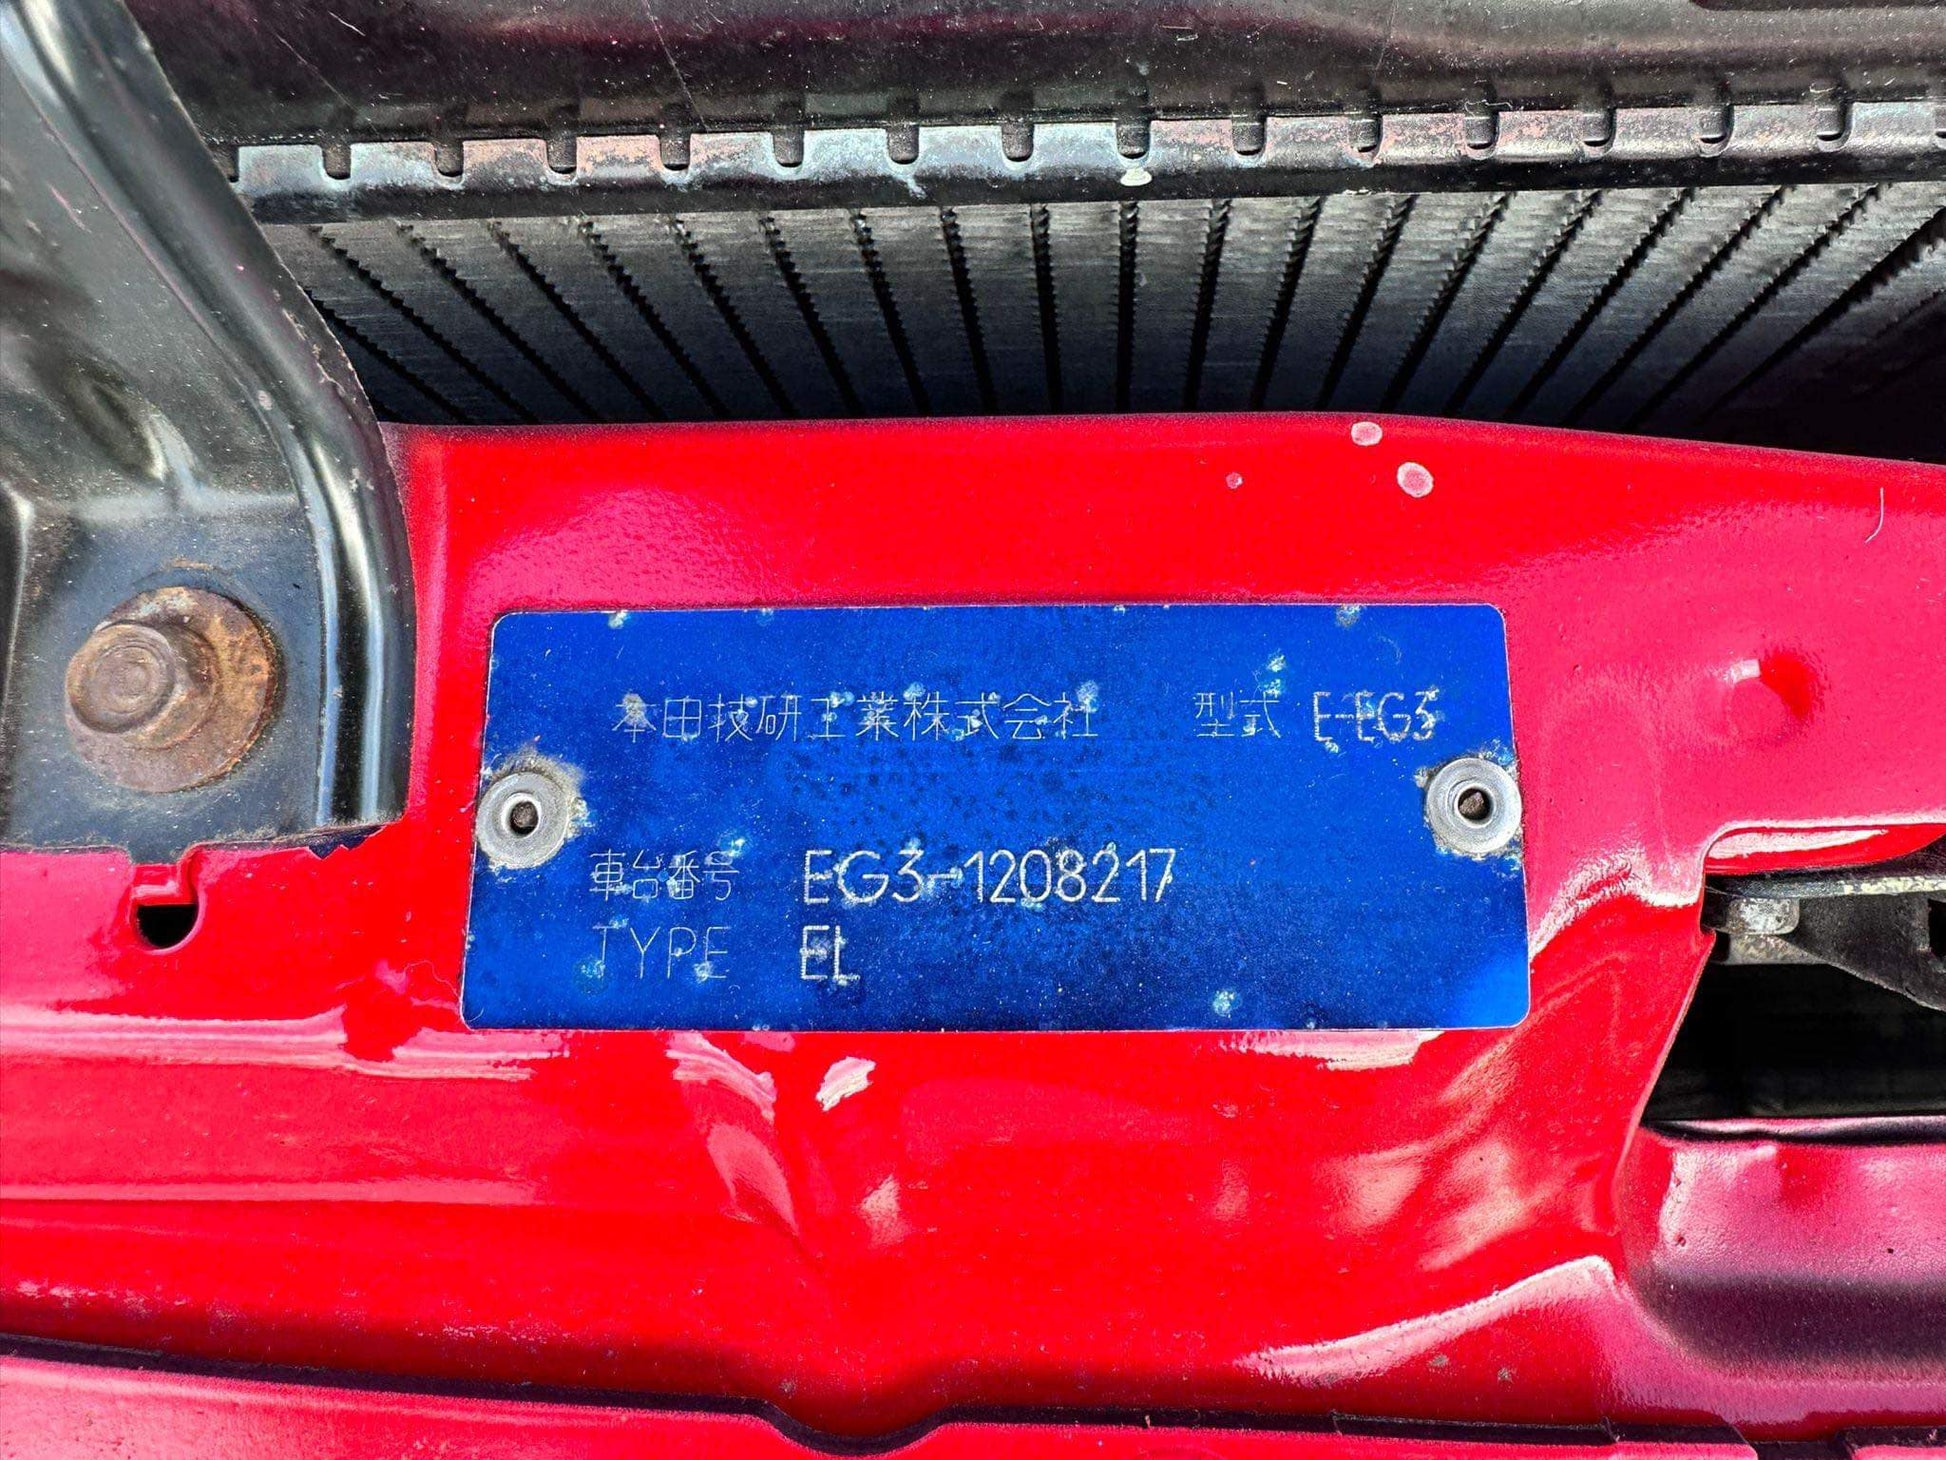 本田技研工業株式会社 型式 E-EG3
車台番号 EG3-1208217
TYPE EL